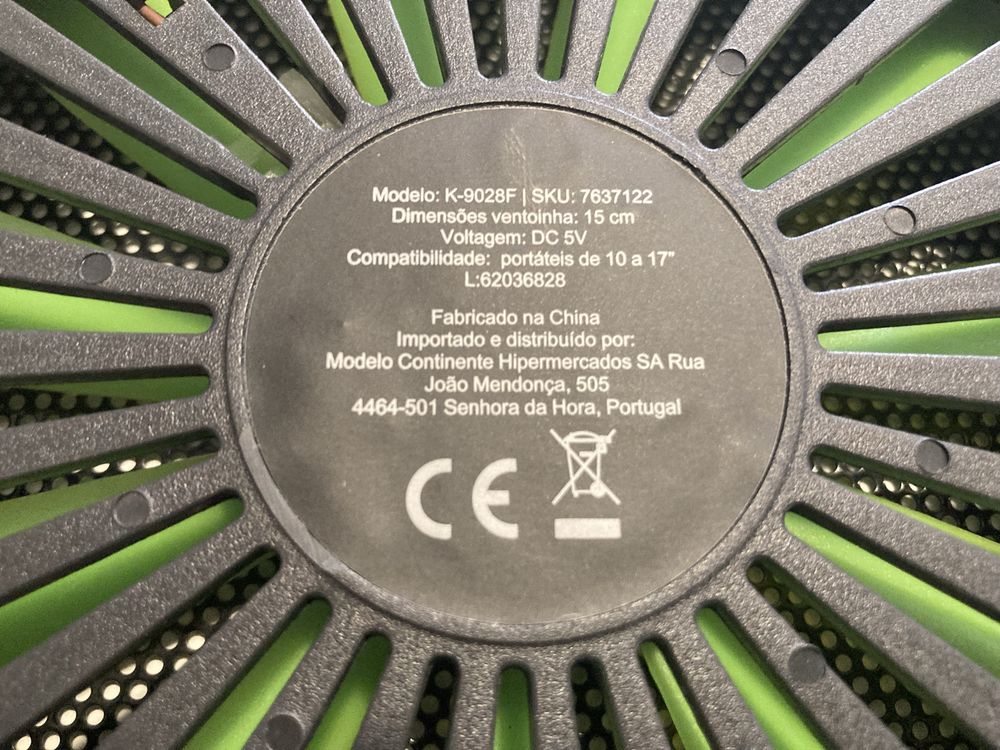 Modelo: K-9028F | SKU: 7637122
Dimensões ventoinha: 15 cm
Voltagem: DC 5V
Compatibilidade: portáteis de 10 a 17"
L:62036828
Fabricado na China
Importado e distribuído por:
Modelo Continente Hipermercados SA Rua
João Mendonça, 505
4464-501 Senhora da Hora, Portugal
CE